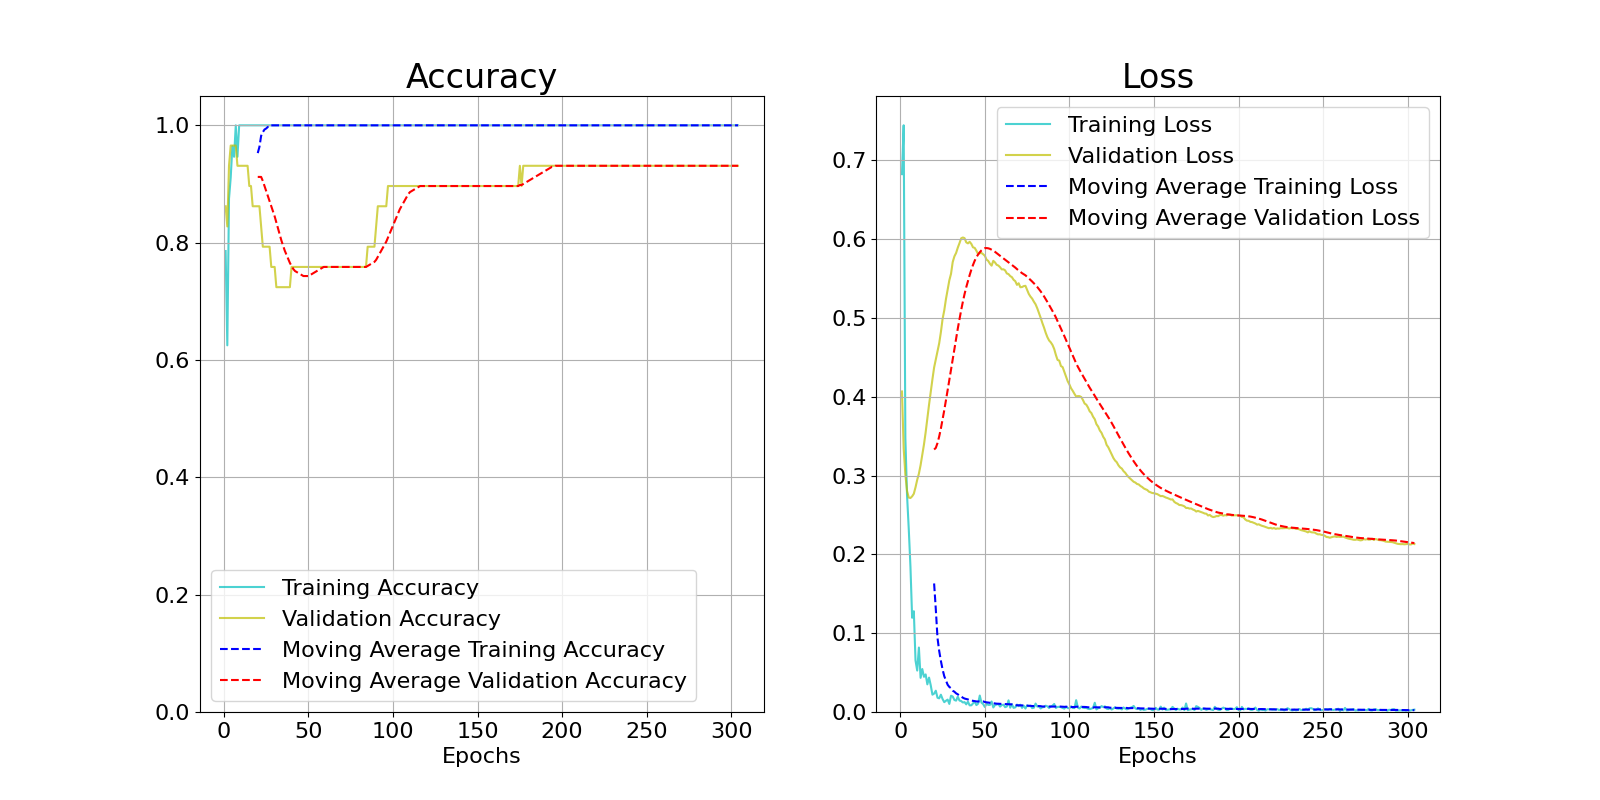 Accuracy
1.0
0.8
0.6
0.4
0.2
0.0
Training Accuracy
Validation Accuracy
Moving Average Training Accuracy
Moving Average Validation Accuracy
0 50 100 150 200 250 300
Epochs
Loss
0.7
0.6
0.5
0.4
0.3
0.2
0.1
0.0
Training Loss
Validation Loss
Moving Average Training Loss
Moving Average Validation Loss
0 50 100 150 200 250 300
Epochs